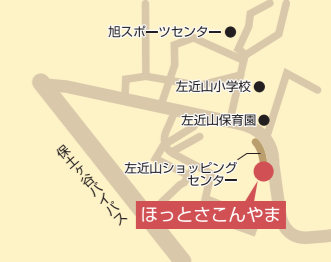 旭スポーツセンター
左近山小学校
左近山保育園
保土ヶ谷バイパス
左近山ショッピング
センター
ほっとさこんやま